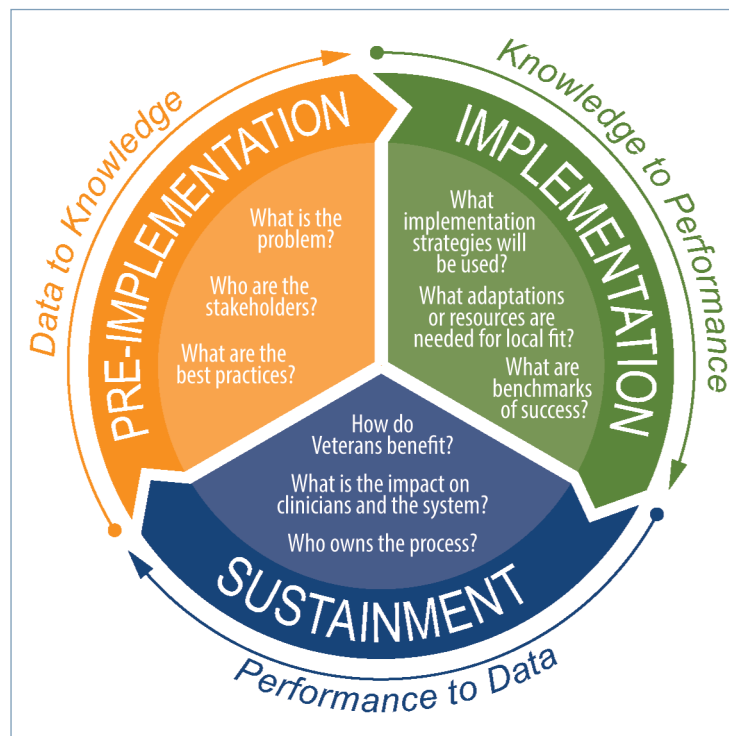 Data to Knowledge
PRE-IMPLEMENTATION
What is the
problem?
Who are the
stakeholders?
What are the
best practices?
Knowledge to Performance
IMPLEMENTATION
What
implementation
strategies will
be used?
What adaptations
or resources are
needed for local fit?
What are
benchmarks
of success?
How do
Veterans benefit?
What is the impact on
clinicians and the system?
Who owns the process?
SUSTAINMENT
Performance to Data